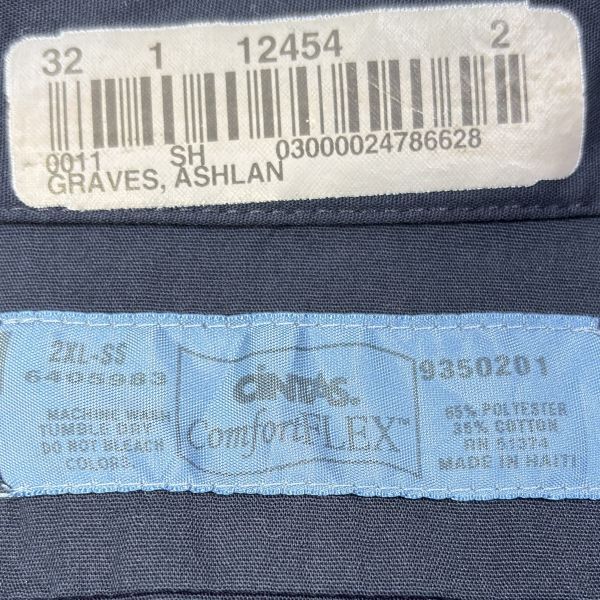 32 1 12454 2
0011 SH 03000024786628
GRAVES, ASHLAN
2XL-SS
6405983
MACHINE WASH
TUMBLE DRY
DO NOT BLEACH
COLORS.
CINTAS.
ComfortFLEX™
9350201
65% POLYESTER
35% COTTON
RN 51374
MADE IN HAITI